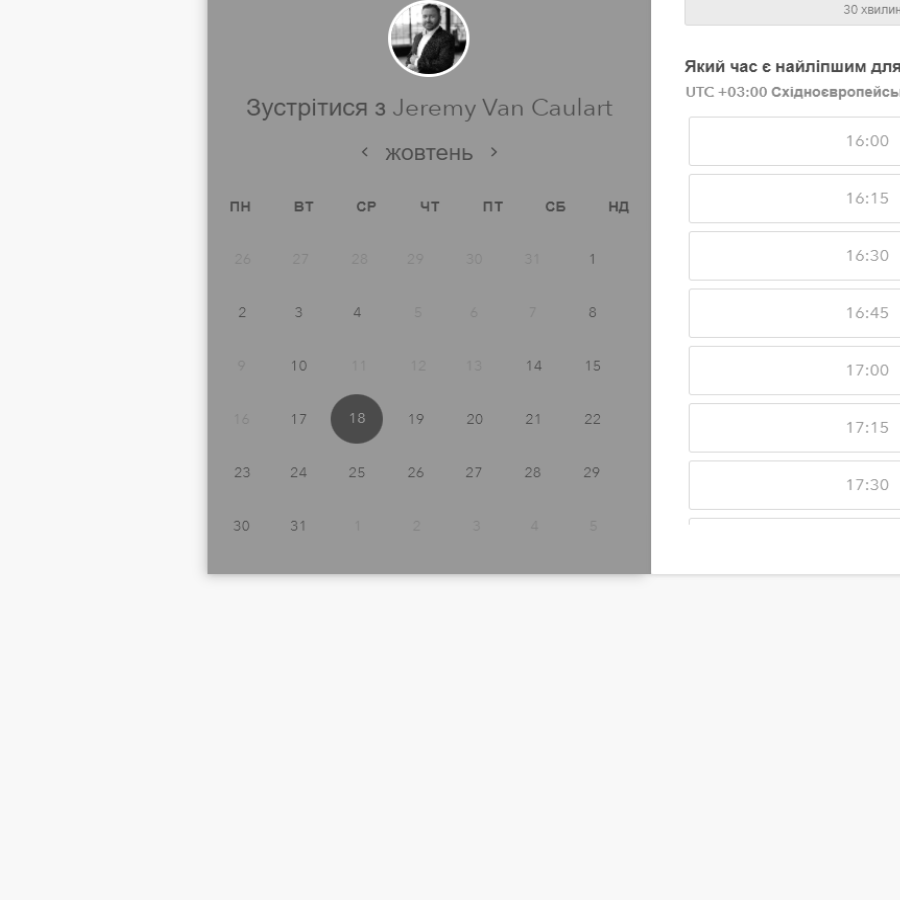 Зустрітися з Jeremy Van Caulart
< жовтень >
ПН ВТ СР ЧТ ПТ СБ НД
26 27 28 29 30 31 1
2 3 4 5 6 7 8
9 10 11 12 13 14 15
16 17 18 19 20 21 22
23 24 25 26 27 28 29
30 31 1 2 3 4 5
30
Який час є найліпшим для
UTC +03:00
16:00
16:15
16:30
16:45
17:00
17:15
17:30